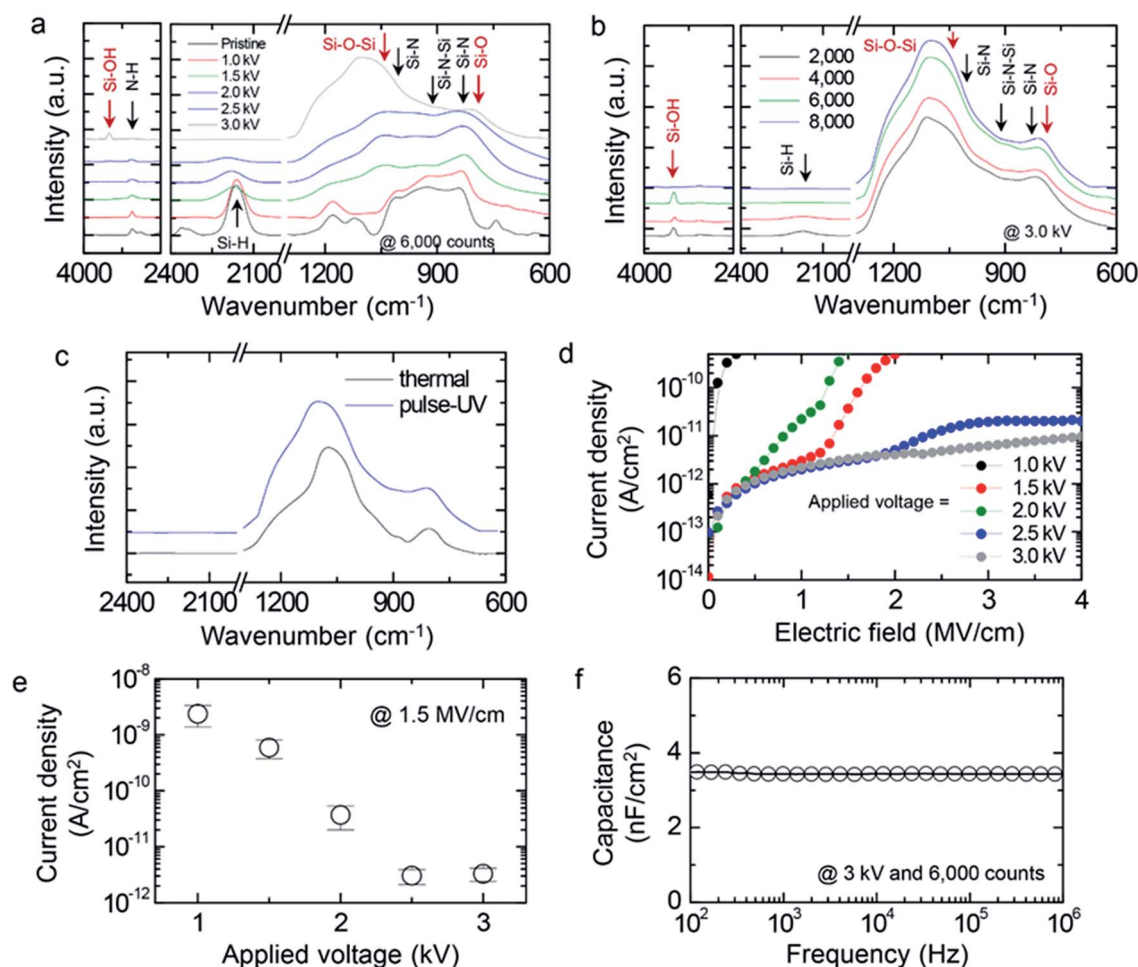 a
Intensity (a.u.)
Si-OH
N-H
Pristine
1.0 kV
1.5 kV
2.0 kV
2.5 kV
3.0 kV
Si-O-Si
Si-N
Si-N-Si
Si-N
Si-O
Si-H
@ 6,000 counts
4000 2400 2100 1200 900 600
Wavenumber (cm⁻¹)
b
Intensity (a.u.)
Si-OH
Si-H
2,000
4,000
6,000
8,000
Si-O-Si
Si-N
Si-N-Si
Si-N
Si-O
@ 3.0 kV
4000 2400 2100 1200 900 600
Wavenumber (cm⁻¹)
c
Intensity (a.u.)
thermal
pulse-UV
2400 2100 1200 900 600
Wavenumber (cm⁻¹)
d
Current density
(A/cm²)
10⁻¹⁰
10⁻¹¹
10⁻¹²
10⁻¹³
10⁻¹⁴
Applied voltage =
1.0 kV
1.5 kV
2.0 kV
2.5 kV
3.0 kV
0 1 2 3 4
Electric field (MV/cm)
e
Current density
(A/cm²)
10⁻⁸
10⁻⁹
10⁻¹⁰
10⁻¹¹
10⁻¹²
@ 1.5 MV/cm
1 2 3
Applied voltage (kV)
f
Capacitance
(nF/cm²)
6
4
2
0
@ 3 kV and 6,000 counts
10² 10³ 10⁴ 10⁵ 10⁶
Frequency (Hz)